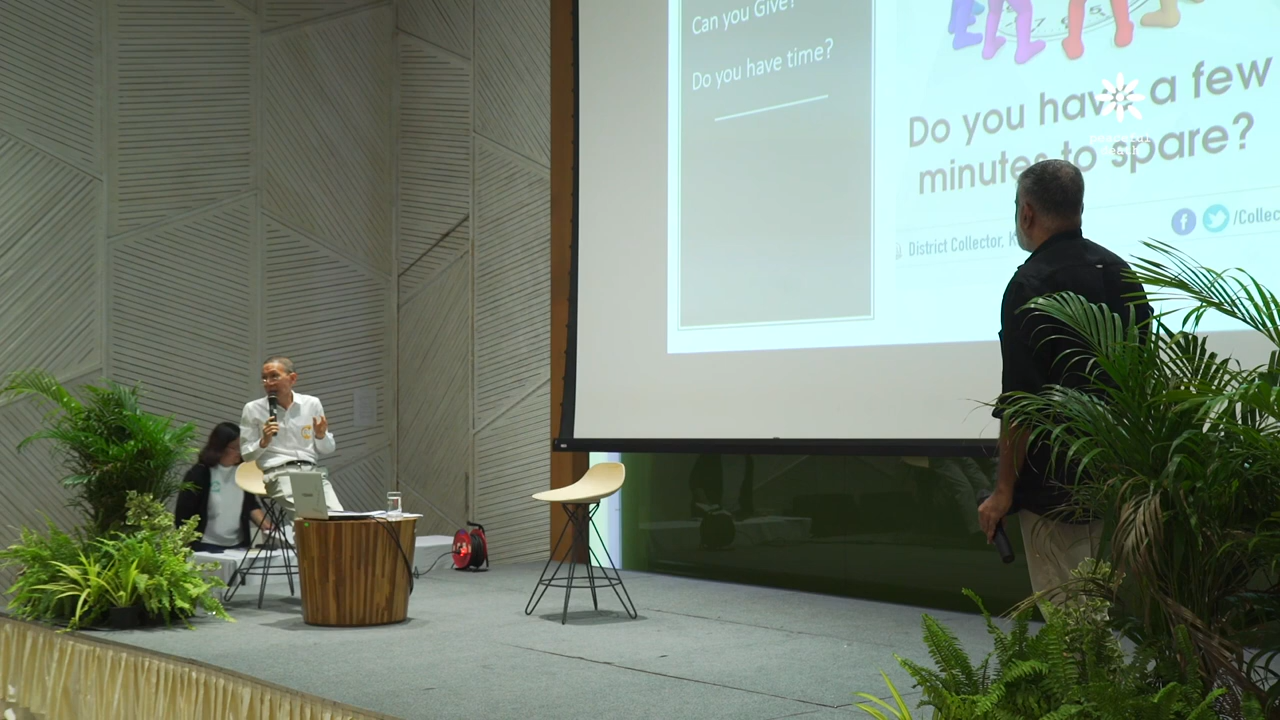 Can you Give?
Do you have time?
Do you have a few
minutes to spare?
District Collector,
/Collec